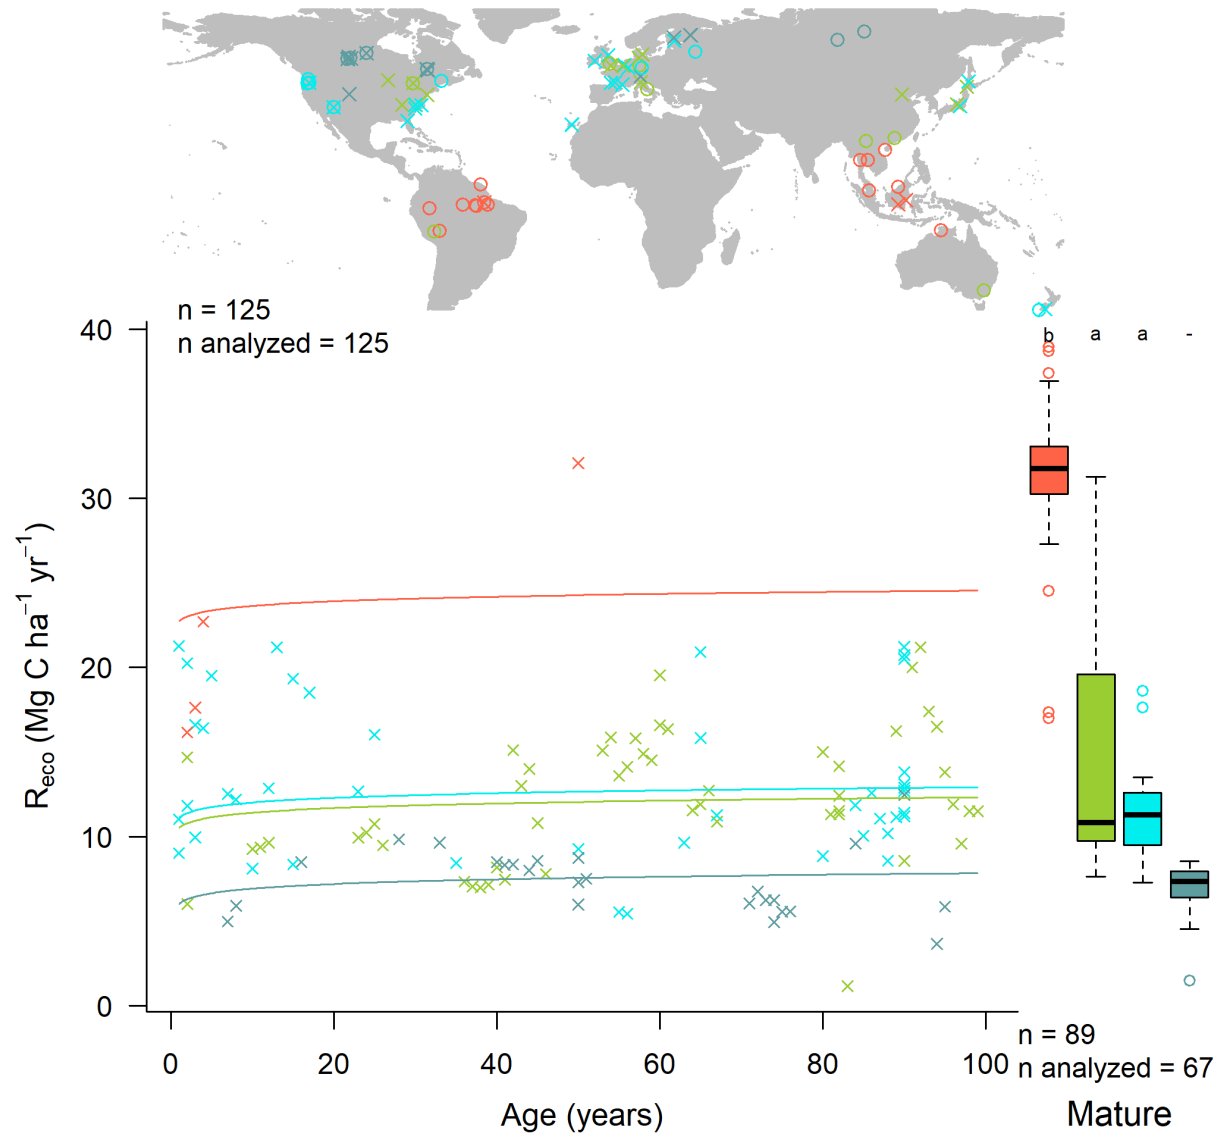 n = 125
n analyzed = 125
b a a -
40
30
20
10
0
R_eco (Mg C ha⁻¹ yr⁻¹)
0 20 40 60 80 100
Age (years)
n = 89
n analyzed = 67
Mature